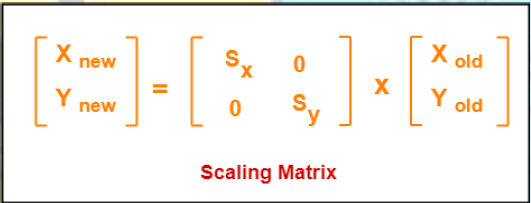 X new = Sx 0 x X old
Y new 0 Sy Y old
Scaling Matrix